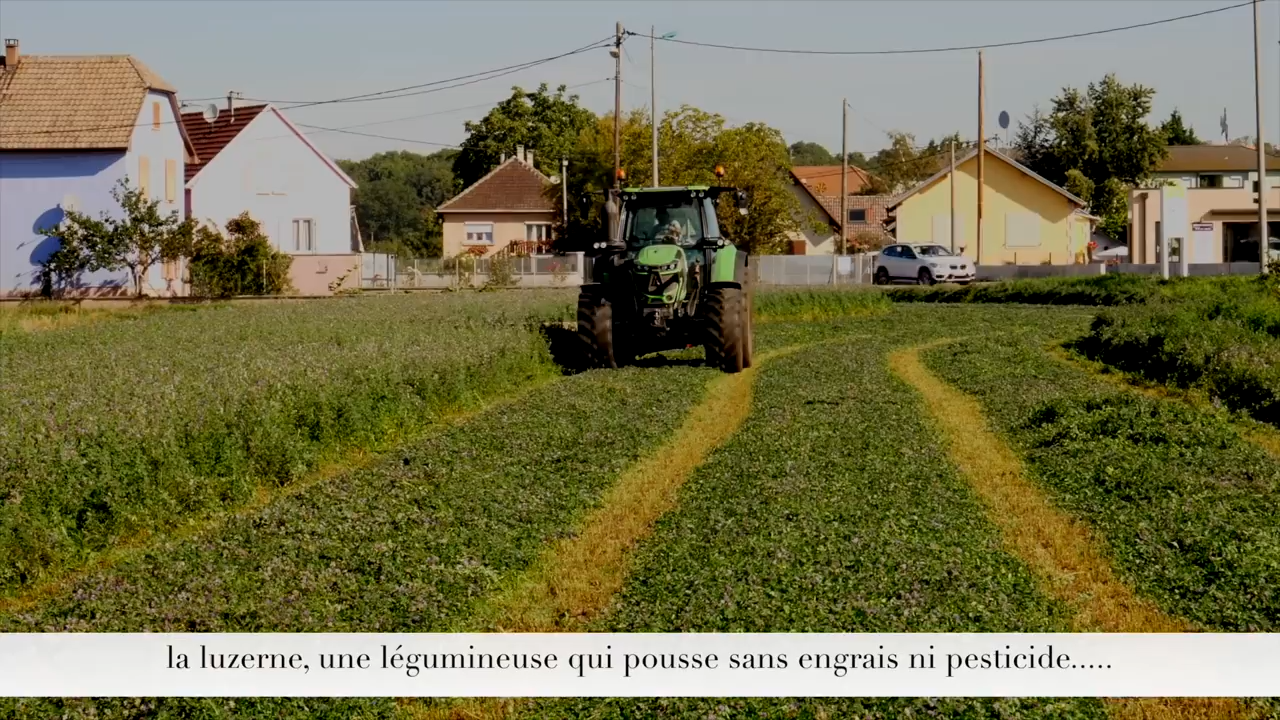 la luzerne, une légumineuse qui pousse sans engrais ni pesticide.....